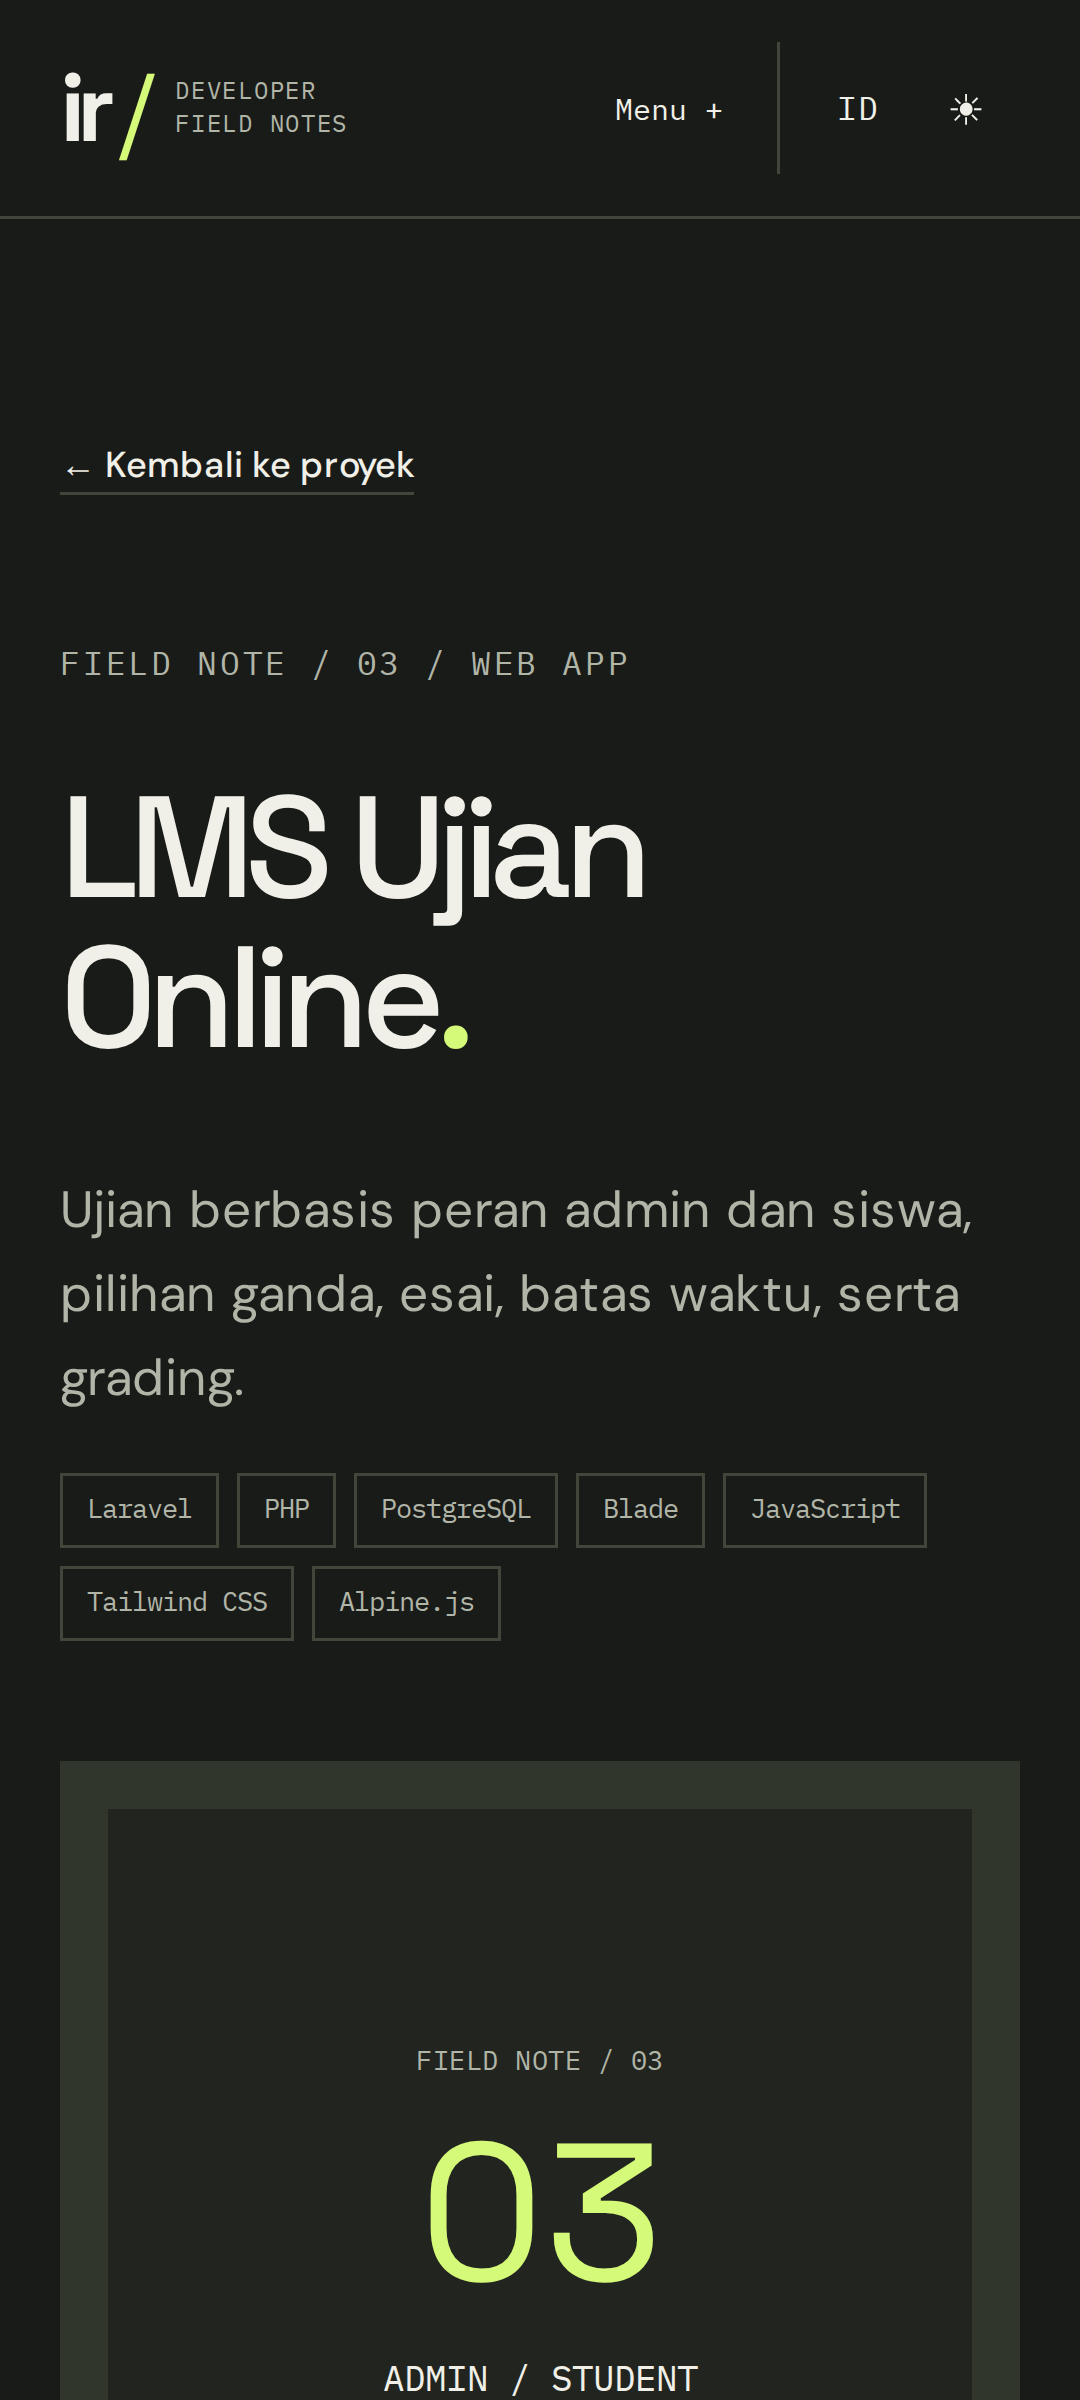 ir/
DEVELOPER
FIELD NOTES
Menu +
ID
← Kembali ke proyek
FIELD NOTE / 03 / WEB APP
LMS Ujian
Online.
Ujian berbasis peran admin dan siswa,
pilihan ganda, esai, batas waktu, serta
grading.
Laravel
PHP
PostgreSQL
Blade
JavaScript
Tailwind CSS
Alpine.js
FIELD NOTE / 03
03
ADMIN / STUDENT